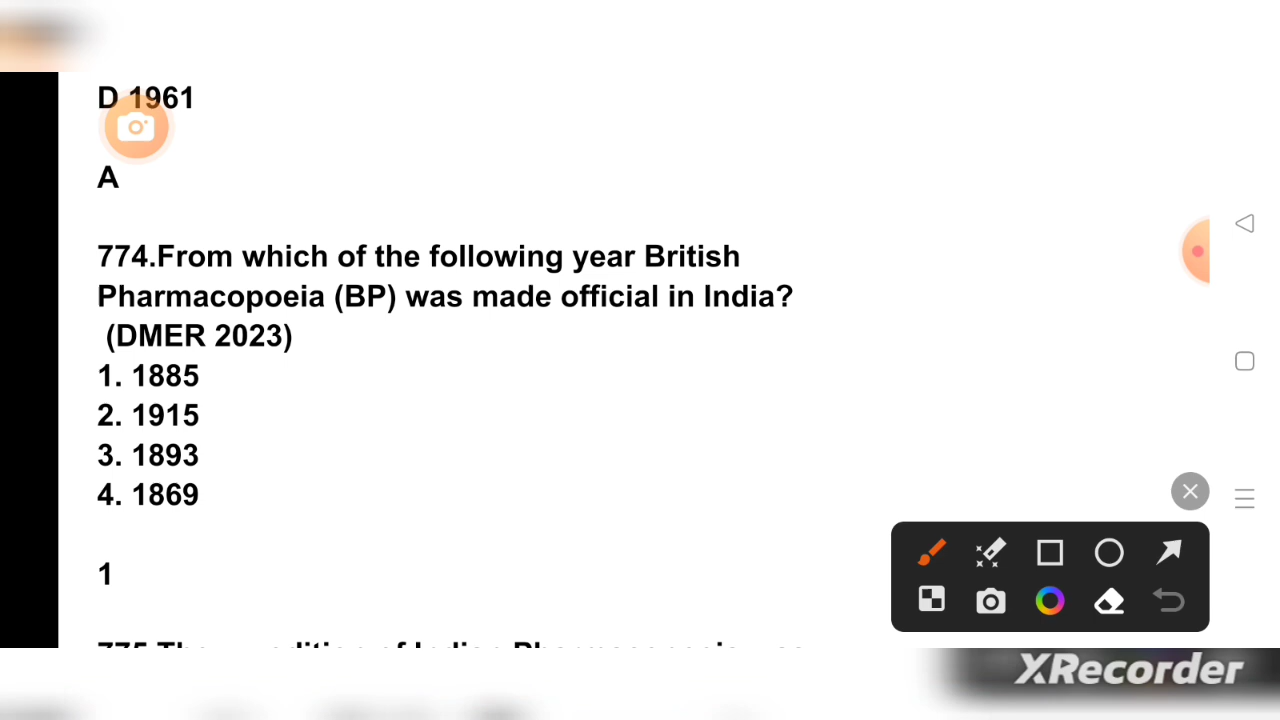 D 1961
A
774.From which of the following year British
Pharmacopoeia (BP) was made official in India?
(DMER 2023)
1. 1885
2. 1915
3. 1893
4. 1869
1
XRecorder